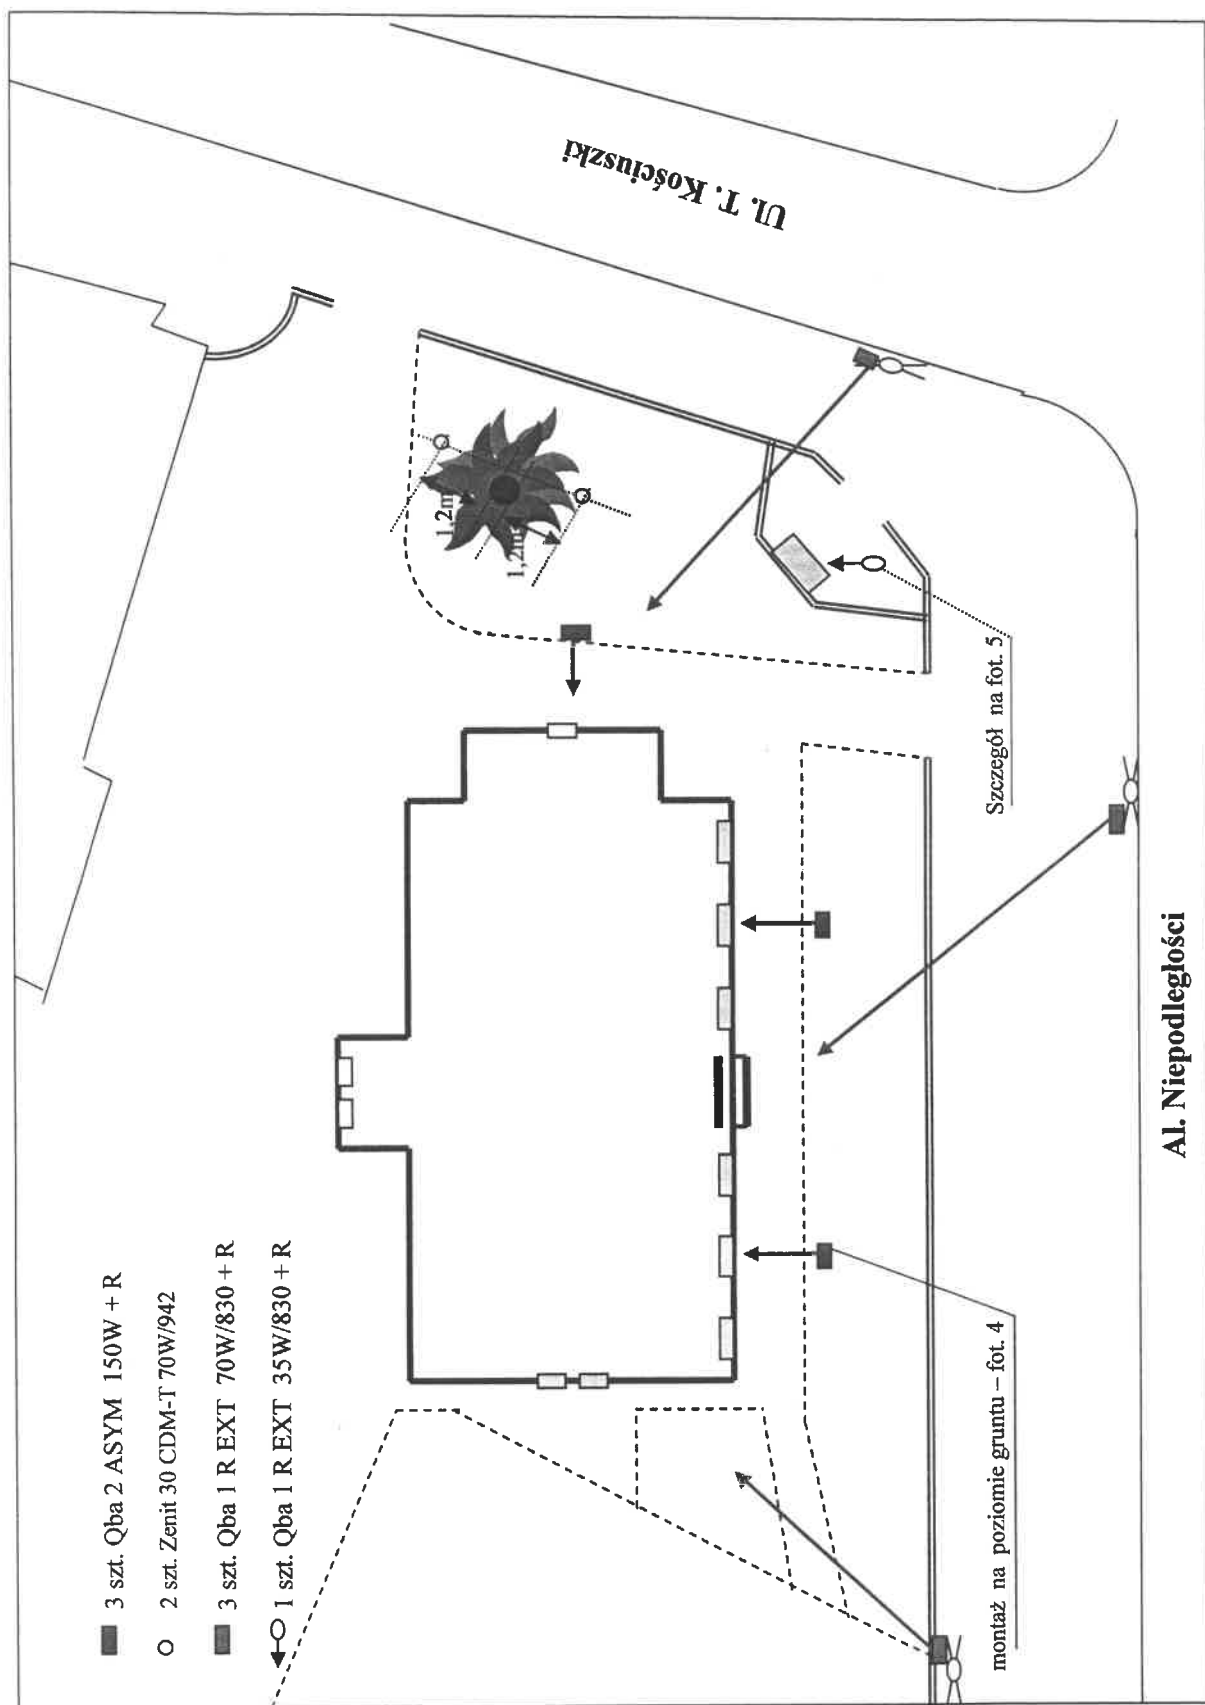 3 szt. Qba 2 ASYM 150W + R
2 szt. Zenit 30 CDM-T 70W/942
3 szt. Qba 1 R EXT 70W/830 + R
1 szt. Qba 1 R EXT 35W/830 + R
Ul. T. Kościuszki
1,2m
1,2m
Szczegół na fot. 5
montaż na poziomie gruntu – fot. 4
Al. Niepodległości